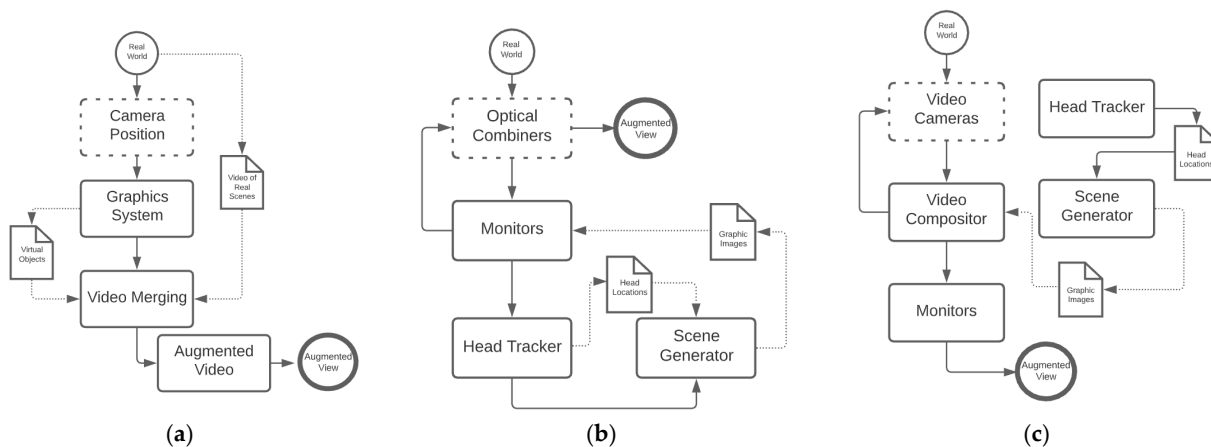 Real
World
Camera
Position
Video of
Real
Scenes
Graphics
System
Virtual
Objects
Video Merging
Augmented
Video
Augmented
View
(a)
Real
World
Optical
Combiners
Augmented
View
Monitors
Graphic
Images
Head
Locations
Head Tracker
Scene
Generator
(b)
Real
World
Video
Cameras
Head Tracker
Head
Locations
Video
Compositor
Scene
Generator
Graphic
Images
Monitors
Augmented
View
(c)